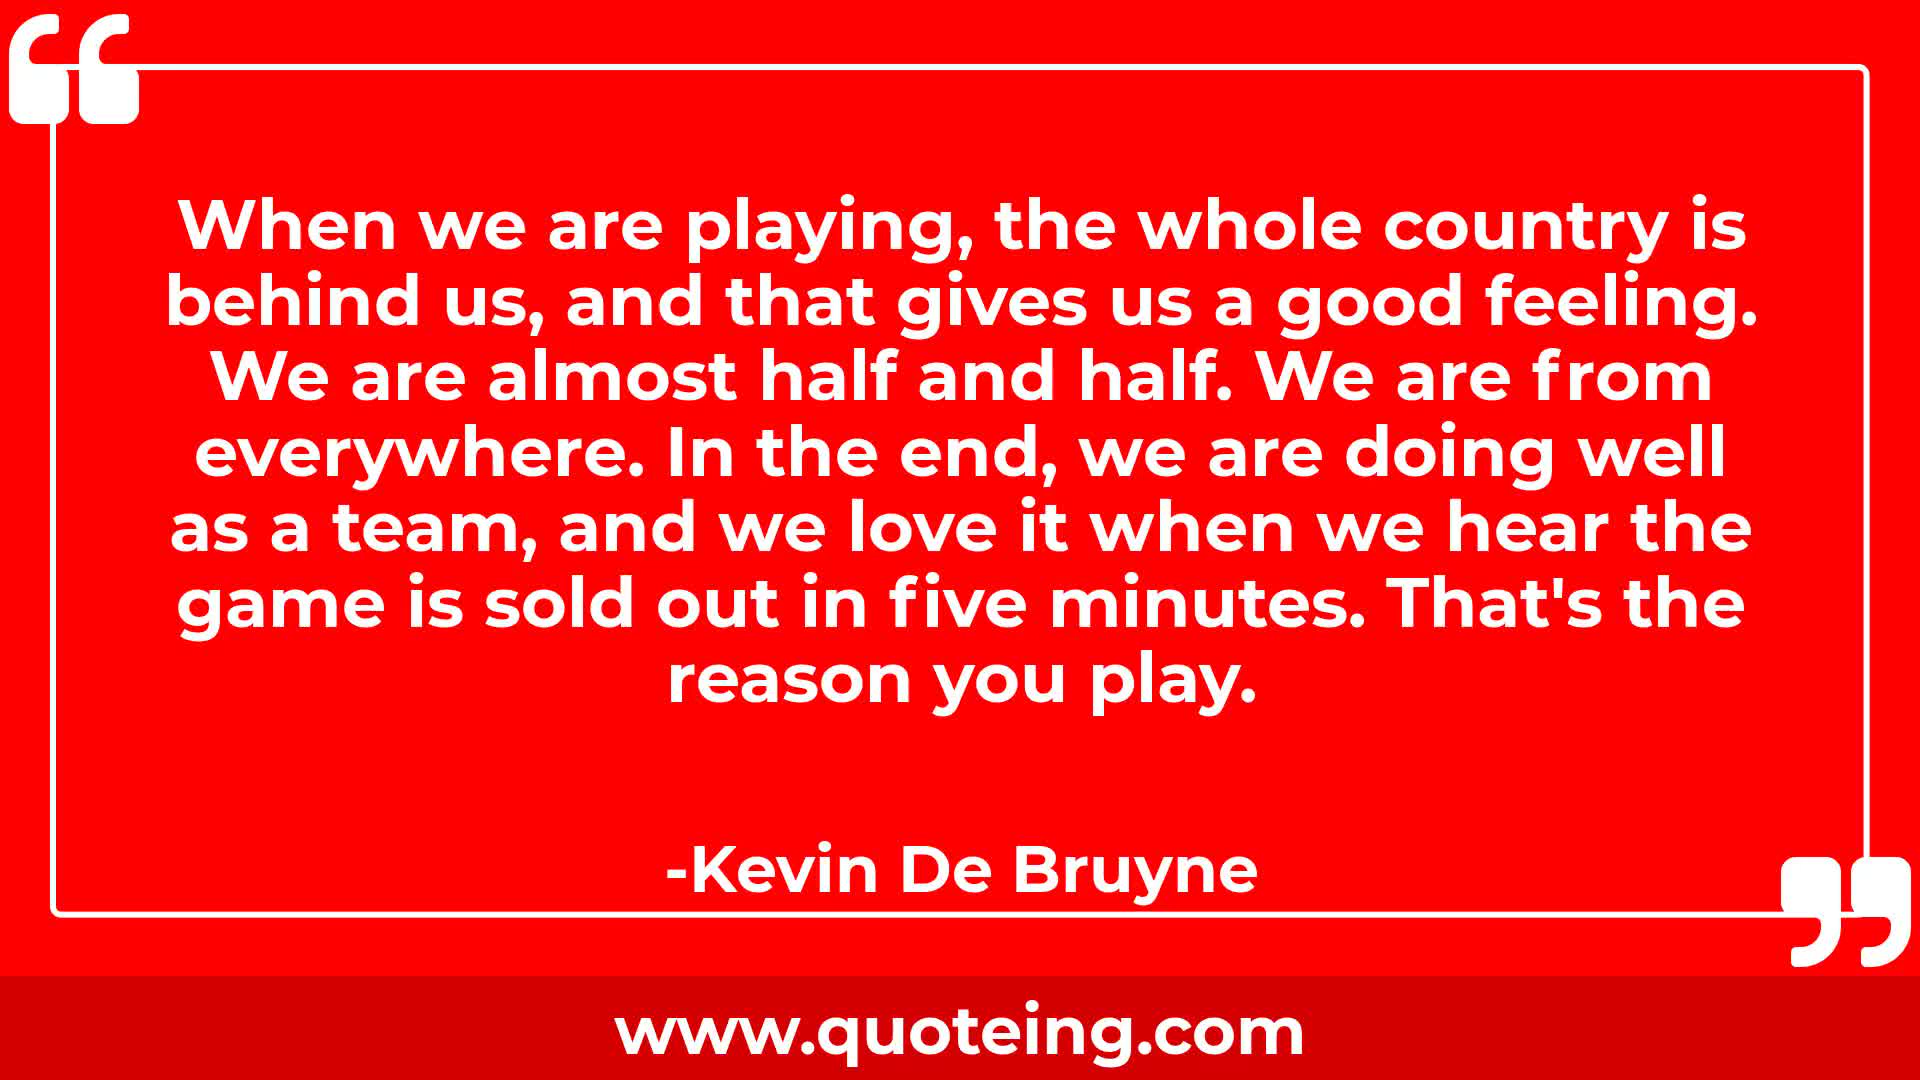 When we are playing, the whole country is
behind us, and that gives us a good feeling.
We are almost half and half. We are from
everywhere. In the end, we are doing well
as a team, and we love it when we hear the
game is sold out in five minutes. That's the
reason you play.
-Kevin De Bruyne
www.quoteing.com